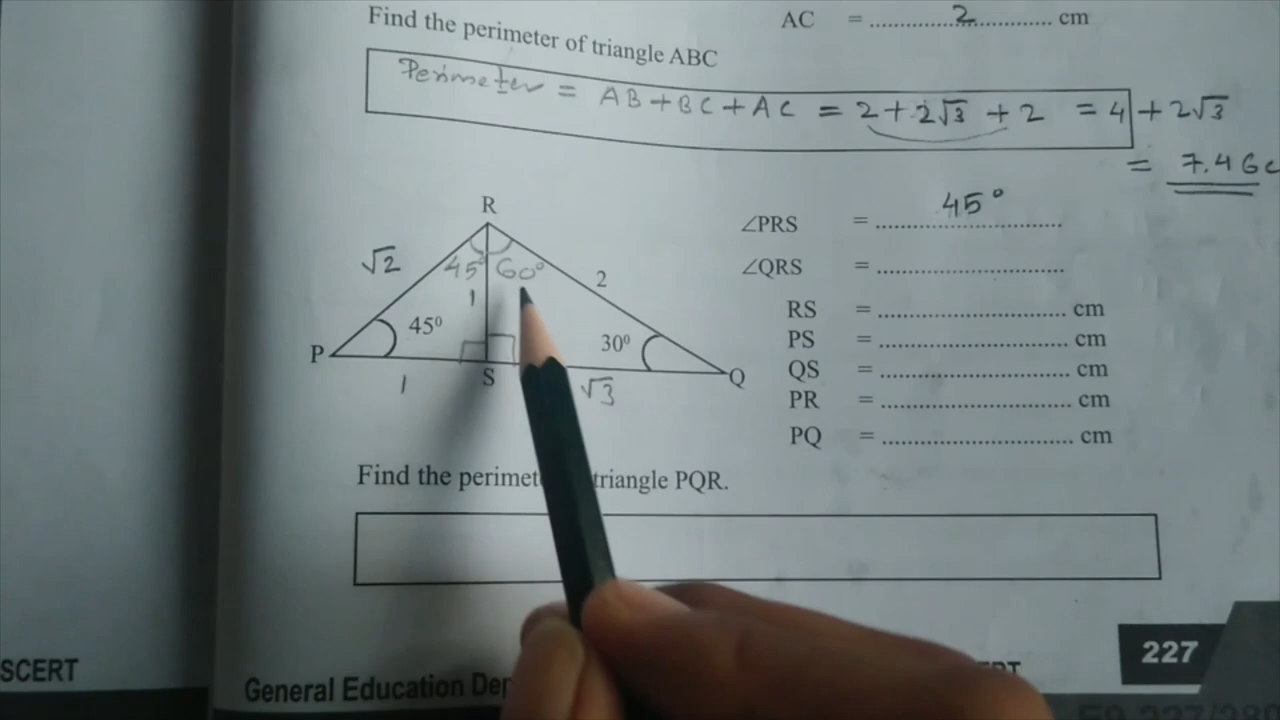 AC = ........2........ cm
Find the perimeter of triangle ABC
Perimeter = AB + BC + AC = 2 + 2√3 + 2 = 4 + 2√3
= 7.46c
R
√2
45° 60°
2
1
45⁰
30⁰
P
S
Q
1
√3
∠PRS = ........45°........
∠QRS = ................
RS = ................ cm
PS = ................ cm
QS = ................ cm
PR = ................ cm
PQ = ................ cm
Find the perimet triangle PQR.
227
SCERT
General Education De